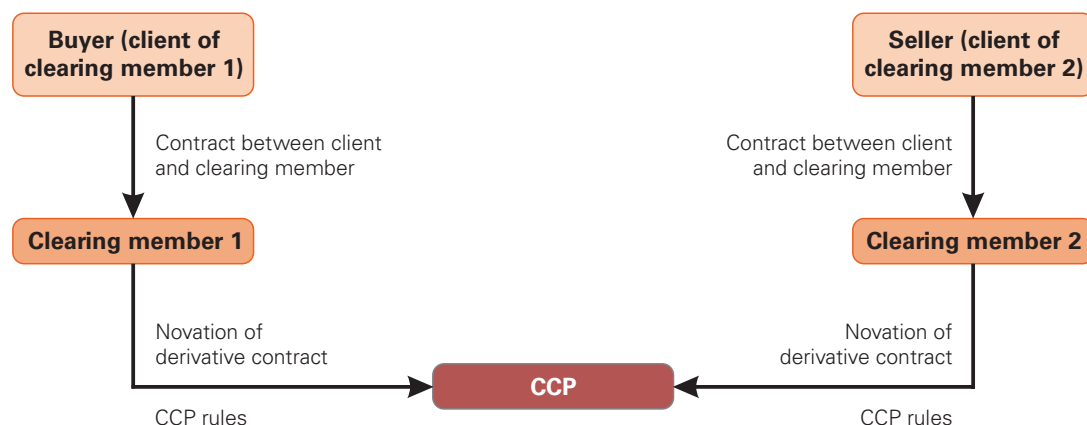 Buyer (client of
clearing member 1)
Seller (client of
clearing member 2)
Contract between client
and clearing member
Contract between client
and clearing member
Clearing member 1
Clearing member 2
Novation of
derivative contract
Novation of
derivative contract
CCP
CCP rules
CCP rules